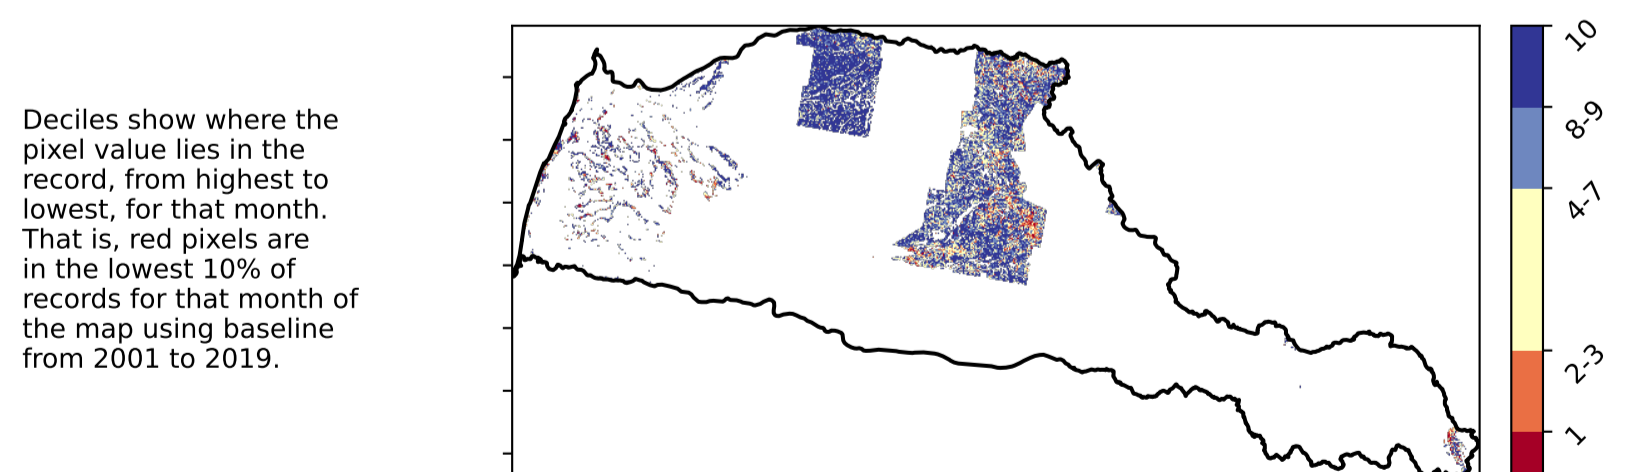 Deciles show where the
pixel value lies in the
record, from highest to
lowest, for that month.
That is, red pixels are
in the lowest 10% of
records for that month of
the map using baseline
from 2001 to 2019.
10
8-9
4-7
2-3
1